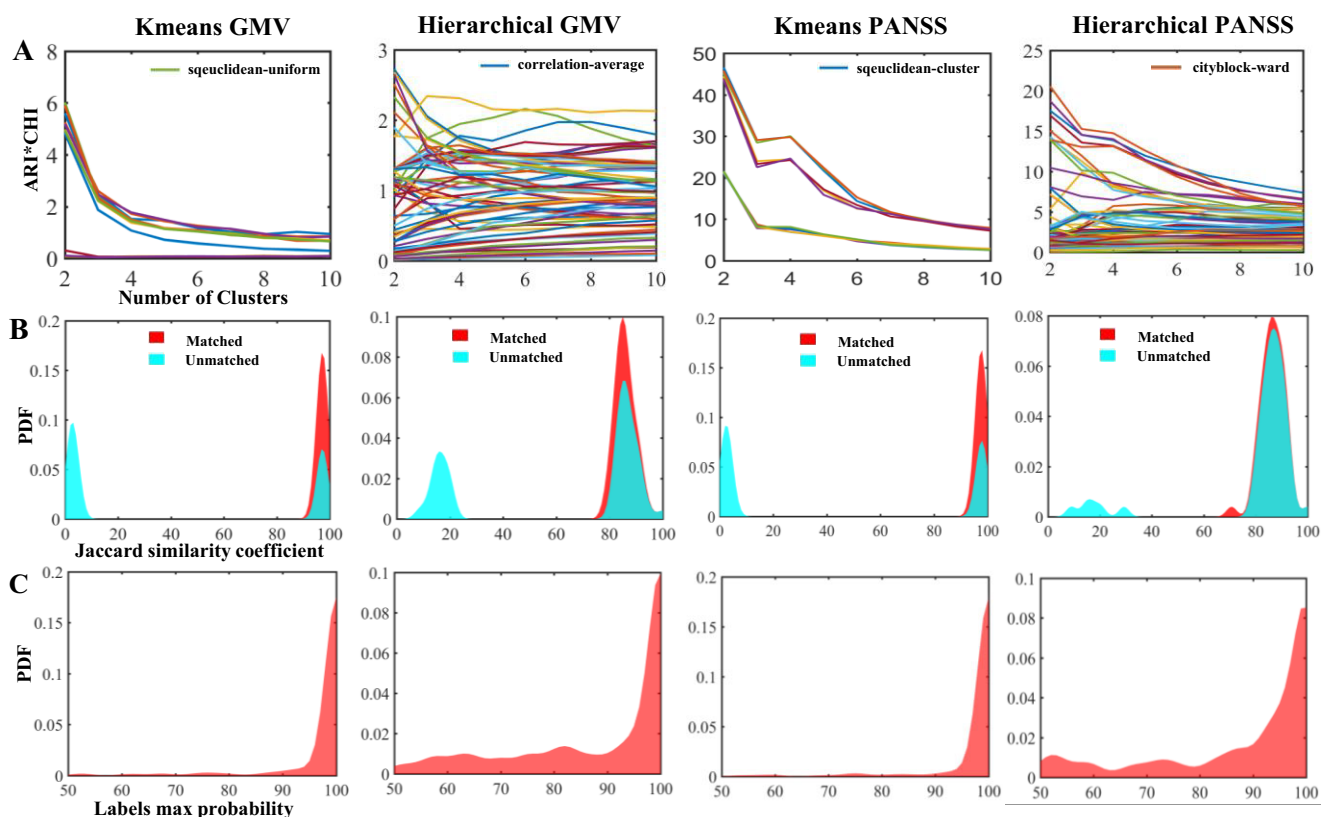 Kmeans GMV
Hierarchical GMV
Kmeans PANSS
Hierarchical PANSS
A
ARI*CHI
8
6
4
2
0
sqeuclidean-uniform
2 4 6 8 10
Number of Clusters
3
2
1
0
correlation-average
2 4 6 8 10
50
40
30
20
10
0
sqeuclidean-cluster
2 4 6 8 10
25
20
15
10
5
0
cityblock-ward
2 4 6 8 10
B
PDF
0.2
0.15
0.1
0.05
0
Matched
Unmatched
0 20 40 60 80 100
Jaccard similarity coefficient
0.1
0.08
0.06
0.04
0.02
0
Matched
Unmatched
0 20 40 60 80 100
0.2
0.15
0.1
0.05
0
Matched
Unmatched
0 20 40 60 80 100
0.08
0.06
0.04
0.02
0
Matched
Unmatched
0 20 40 60 80 100
C
PDF
0.2
0.15
0.1
0.05
0
50 60 70 80 90 100
Labels max probability
0.1
0.08
0.06
0.04
0.02
0
50 60 70 80 90 100
0.2
0.15
0.1
0.05
0
50 60 70 80 90 100
0.1
0.08
0.06
0.04
0.02
0
50 60 70 80 90 100